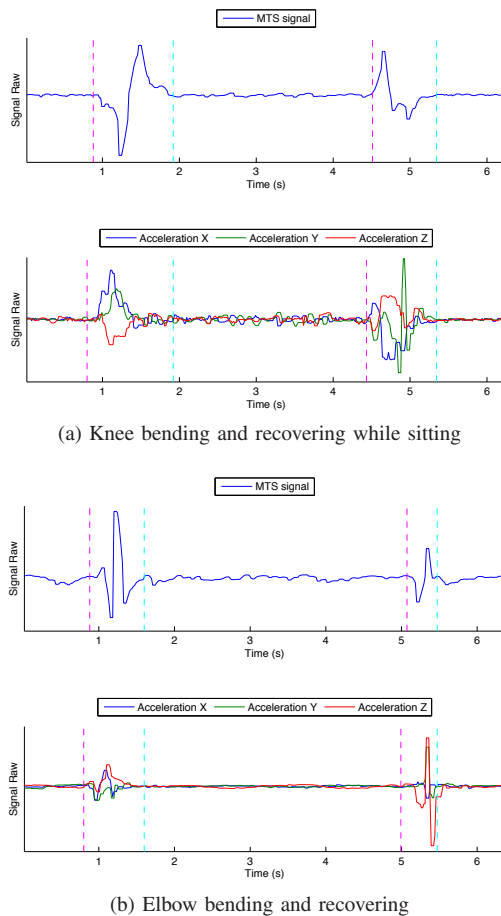 MTS signal
Signal Raw
1 2 3 4 5 6
Time (s)
Acceleration X Acceleration Y Acceleration Z
Signal Raw
1 2 3 4 5 6
Time (s)
(a) Knee bending and recovering while sitting
MTS signal
Signal Raw
1 2 3 4 5 6
Time (s)
Acceleration X Acceleration Y Acceleration Z
Signal Raw
1 2 3 4 5 6
Time (s)
(b) Elbow bending and recovering